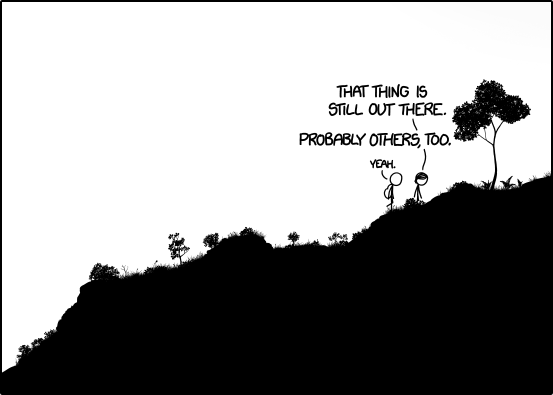 THAT THING IS
STILL OUT THERE.
PROBABLY OTHERS, TOO.
YEAH.